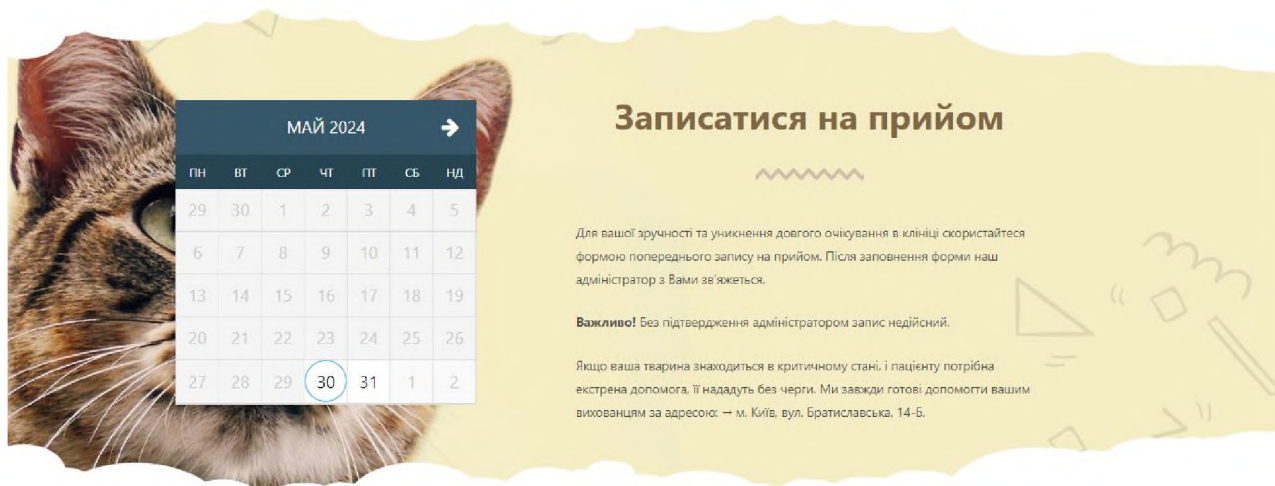 МАЙ 2024
ПН ВТ СР ЧТ ПТ СБ НД
29 30 1 2 3 4 5
6 7 8 9 10 11 12
13 14 15 16 17 18 19
20 21 22 23 24 25 26
27 28 29 30 31 1 2
Записатися на прийом
Для вашої зручності та уникнення довгого очікування в клініці скористайтеся
формою попереднього запису на прийом. Після заповнення форми наш
адміністратор з Вами зв'яжеться.
Важливо! Без підтвердження адміністратором запис недійсний.
Якщо ваша тварина знаходиться в критичному стані, і пацієнту потрібна
екстрена допомога, її нададуть без черги. Ми завжди готові допомогти вашим
вихованцям за адресою: → м. Київ, вул. Братиславська, 14-Б.